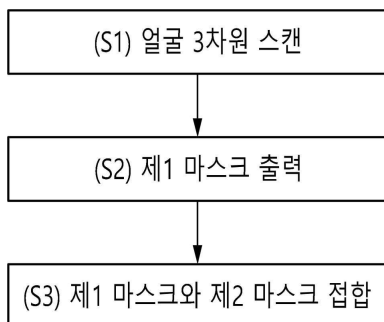 (S1) 얼굴 3차원 스캔
(S2) 제1 마스크 출력
(S3) 제1 마스크와 제2 마스크 접합